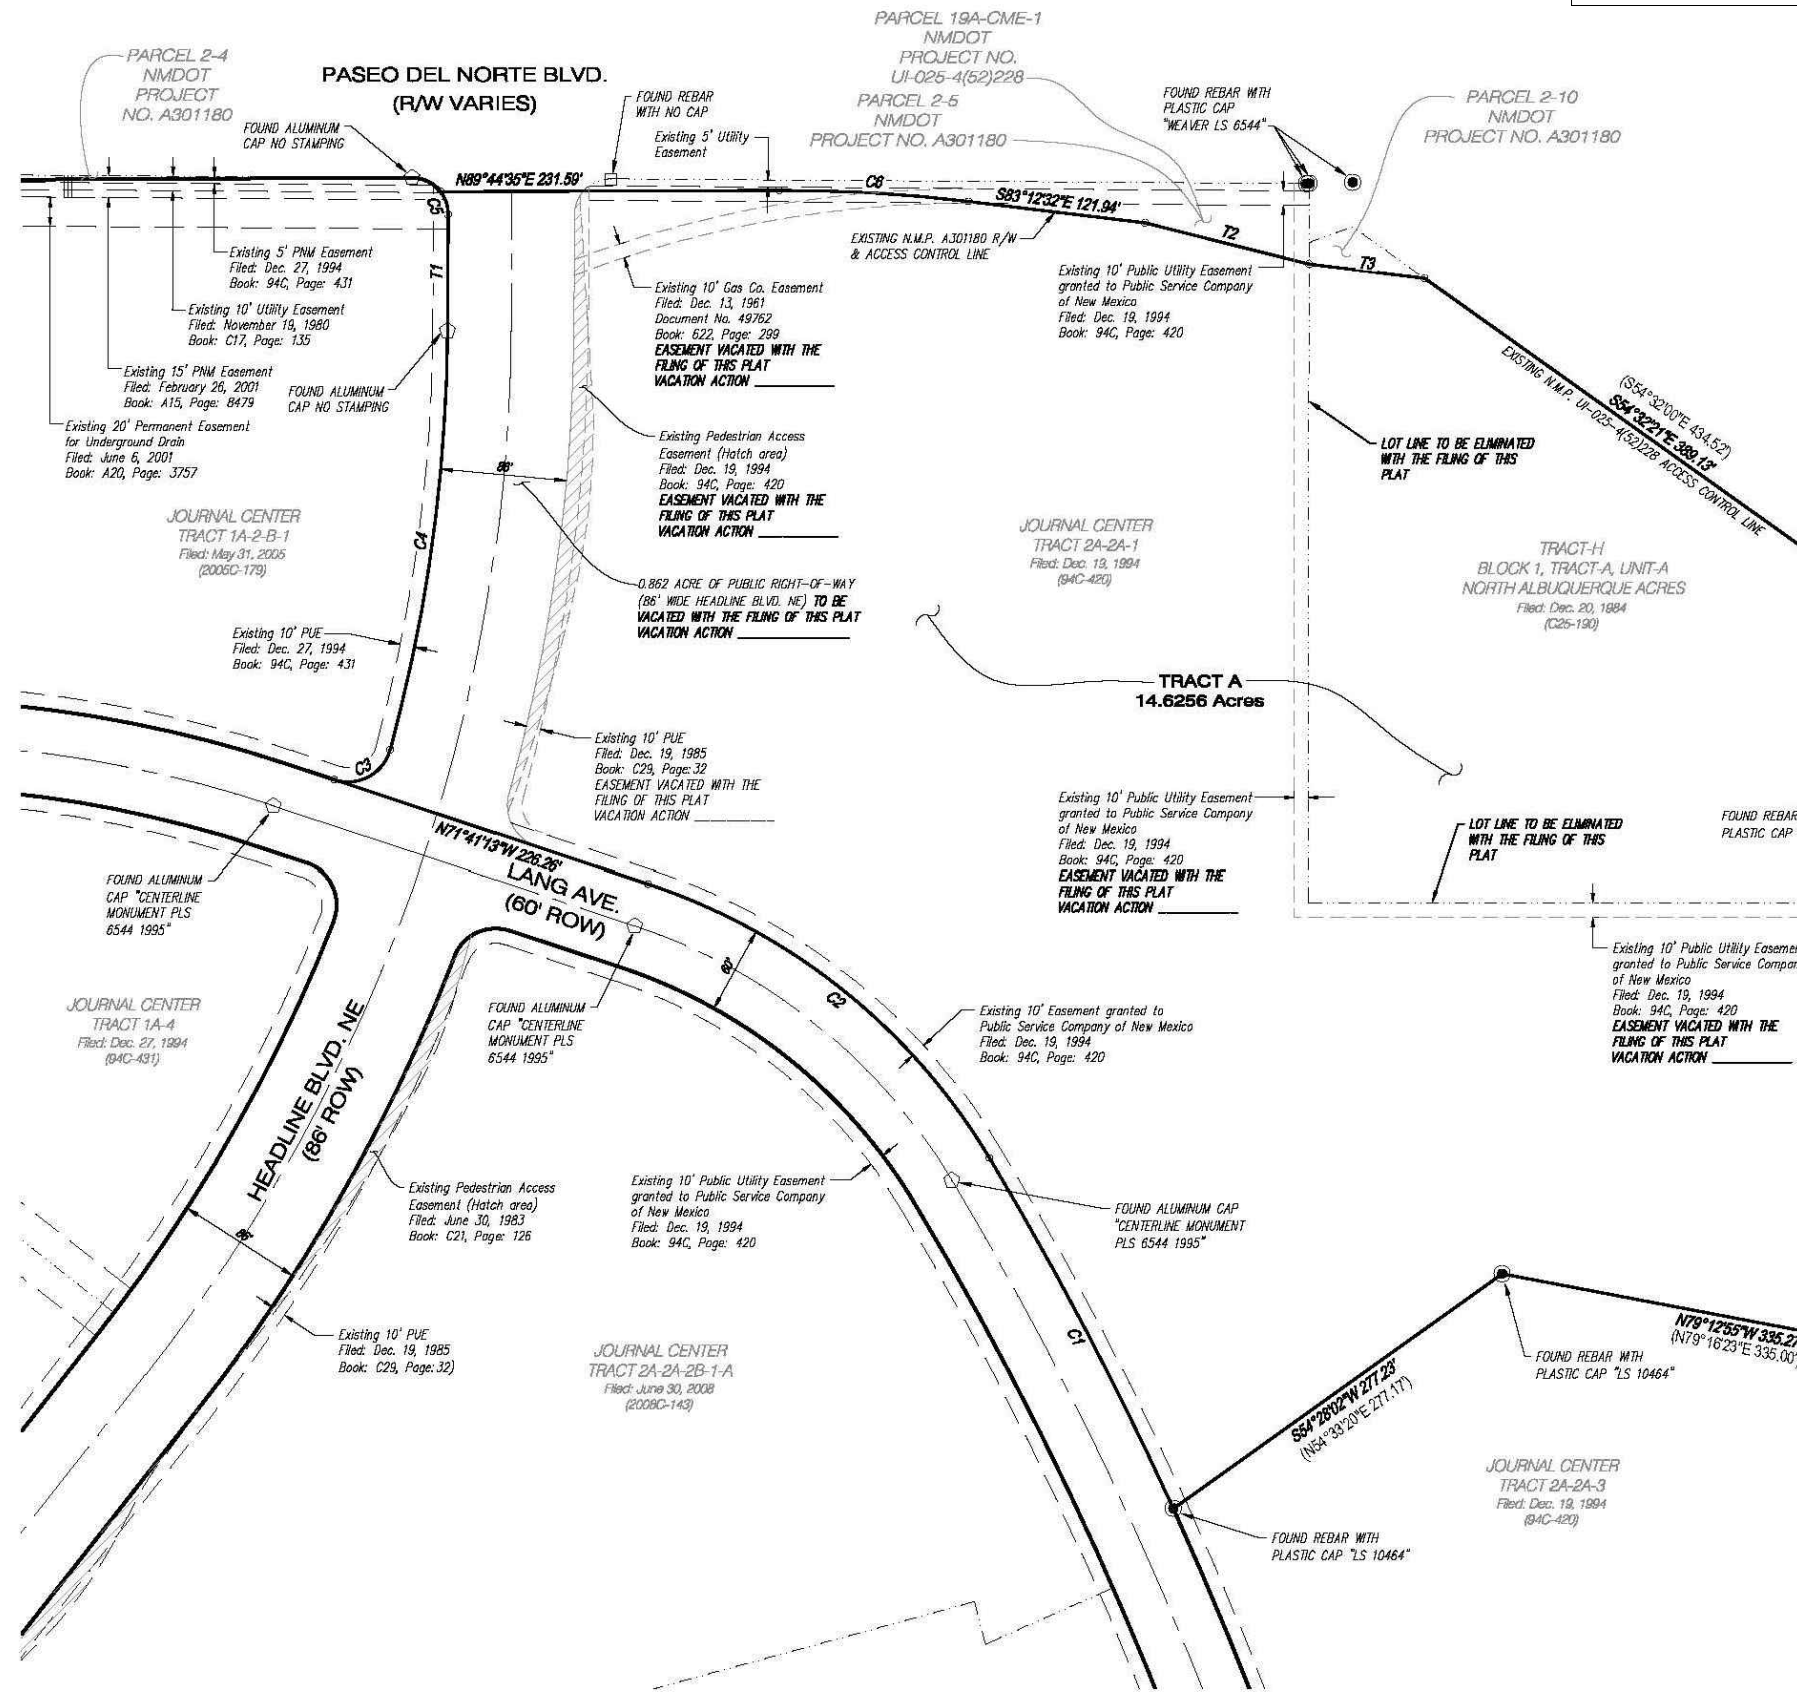 PARCEL 19A-CME-1
NMDOT
PROJECT NO.
UI-025-4(52)228
PARCEL 2-4
NMDOT
PROJECT
NO. A301180
PASEO DEL NORTE BLVD.
(R/W VARIES)
FOUND ALUMINUM
CAP NO STAMPING
FOUND REBAR
WITH NO CAP
Existing 5' Utility
Easement
PARCEL 2-5
NMDOT
PROJECT NO. A301180
FOUND REBAR WITH
PLASTIC CAP
"WEAVER LS 6544"
PARCEL 2-10
NMDOT
PROJECT NO. A301180
N89°44'35"E 231.59'
C6
S83°12'32"E 121.94'
C5
T1
T2
T3
EXISTING N.M.P. A301180 R/W
& ACCESS CONTROL LINE
Existing 5' PNM Easement
Filed: Dec. 27, 1994
Book: 94C, Page: 431
Existing 10' Utility Easement
Filed: November 19, 1980
Book: C17, Page: 135
Existing 15' PNM Easement
Filed: February 26, 2001
Book: A15, Page: 8479
Existing 20' Permanent Easement
for Underground Drain
Filed: June 6, 2001
Book: A20, Page: 3757
FOUND ALUMINUM
CAP NO STAMPING
Existing 10' Gas Co. Easement
Filed: Dec. 13, 1961
Document No. 49762
Book: 622, Page: 299
EASEMENT VACATED WITH THE
FILING OF THIS PLAT
VACATION ACTION
Existing 10' Public Utility Easement
granted to Public Service Company
of New Mexico
Filed: Dec. 19, 1994
Book: 94C, Page: 420
Existing Pedestrian Access
Easement (Hatch area)
Filed: Dec. 19, 1994
Book: 94C, Page: 420
EASEMENT VACATED WITH THE
FILING OF THIS PLAT
VACATION ACTION
(S54°32'00"E 434.52')
S54°32'21"E 389.13'
EXISTING N.M.P. UI-025-4(52)228 ACCESS CONTROL LINE
LOT LINE TO BE ELIMINATED
WITH THE FILING OF THIS
PLAT
86'
C4
JOURNAL CENTER
TRACT 1A-2-B-1
Filed: May 31, 2005
(2005C-179)
JOURNAL CENTER
TRACT 2A-2A-1
Filed: Dec. 19, 1994
(94C-420)
TRACT-H
BLOCK 1, TRACT-A, UNIT-A
NORTH ALBUQUERQUE ACRES
Filed: Dec. 20, 1984
(C25-190)
0.862 ACRE OF PUBLIC RIGHT-OF-WAY
(86' WIDE HEADLINE BLVD. NE) TO BE
VACATED WITH THE FILING OF THIS PLAT
VACATION ACTION
Existing 10' PUE
Filed: Dec. 27, 1994
Book: 94C, Page: 431
TRACT A
14.6256 Acres
Existing 10' PUE
Filed: Dec. 19, 1985
Book: C29, Page: 32
EASEMENT VACATED WITH THE
FILING OF THIS PLAT
VACATION ACTION
C3
Existing 10' Public Utility Easement
granted to Public Service Company
of New Mexico
Filed: Dec. 19, 1994
Book: 94C, Page: 420
EASEMENT VACATED WITH THE
FILING OF THIS PLAT
VACATION ACTION
LOT LINE TO BE ELIMINATED
WITH THE FILING OF THIS
PLAT
FOUND REBAR
PLASTIC CAP
N71°41'13"W 226.26'
LANG AVE.
(60' ROW)
FOUND ALUMINUM
CAP "CENTERLINE
MONUMENT PLS
6544 1995"
60'
C2
Existing 10' Public Utility Easeme
granted to Public Service Compan
of New Mexico
Filed: Dec. 19, 1994
Book: 94C, Page: 420
EASEMENT VACATED WITH THE
FILING OF THIS PLAT
VACATION ACTION
JOURNAL CENTER
TRACT 1A-4
Filed: Dec. 27, 1994
(94C-431)
FOUND ALUMINUM
CAP "CENTERLINE
MONUMENT PLS
6544 1995"
Existing 10' Easement granted to
Public Service Company of New Mexico
Filed: Dec. 19, 1994
Book: 94C, Page: 420
HEADLINE BLVD. NE
(86' ROW)
86'
Existing Pedestrian Access
Easement (Hatch area)
Filed: June 30, 1983
Book: C21, Page: 126
Existing 10' Public Utility Easement
granted to Public Service Company
of New Mexico
Filed: Dec. 19, 1994
Book: 94C, Page: 420
FOUND ALUMINUM CAP
"CENTERLINE MONUMENT
PLS 6544 1995"
Existing 10' PUE
Filed: Dec. 19, 1985
Book: C29, Page: 32)
JOURNAL CENTER
TRACT 2A-2A-2B-1-A
Filed: June 30, 2008
(2008C-143)
C1
N79°12'55"W 335.27
(N79°16'23"E 335.00')
FOUND REBAR WITH
PLASTIC CAP "LS 10464"
S54°28'02"W 277.23'
(N54°33'20"E 277.17')
JOURNAL CENTER
TRACT 2A-2A-3
Filed: Dec. 19, 1994
(94C-420)
FOUND REBAR WITH
PLASTIC CAP "LS 10464"